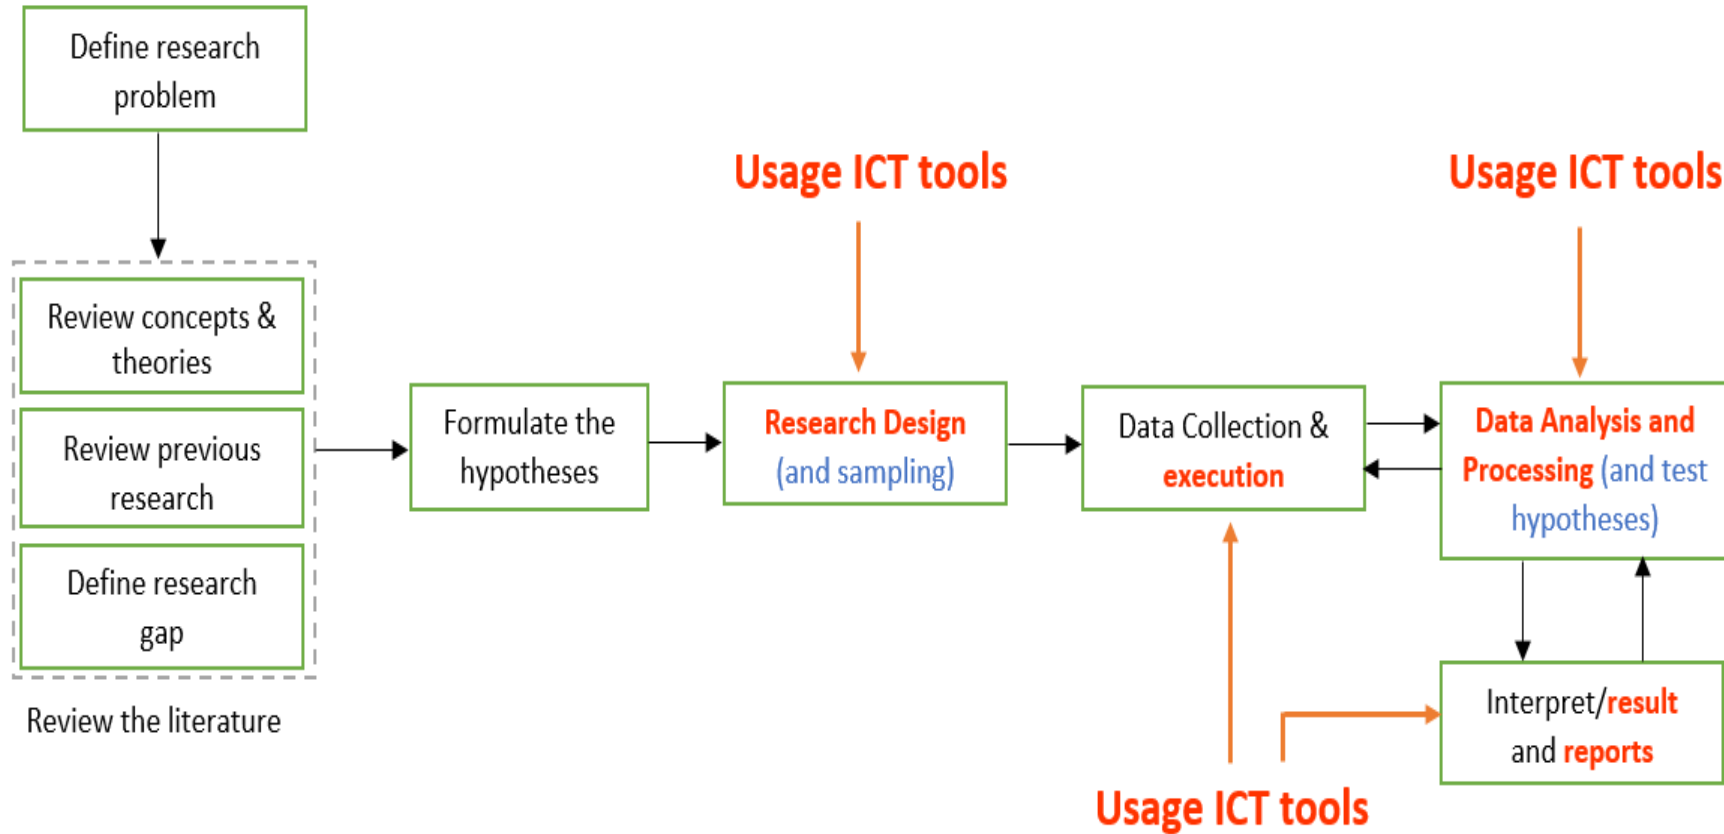 Define research
problem
Usage ICT tools
Usage ICT tools
Review concepts &
theories
Review previous
research
Define research
gap
Review the literature
Formulate the
hypotheses
Research Design
(and sampling)
Data Collection &
execution
Data Analysis and
Processing (and test
hypotheses)
Interpret/result
and reports
Usage ICT tools